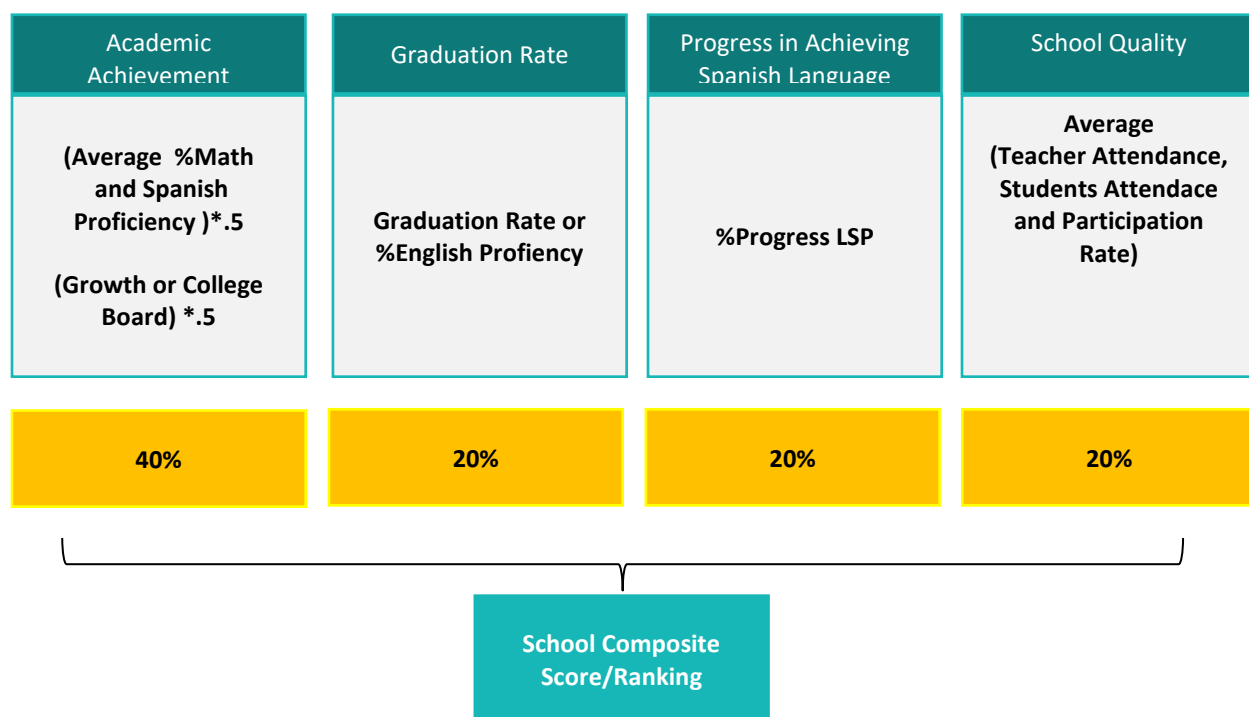 Academic
Achievement
Graduation Rate
Progress in Achieving
Spanish Language
School Quality
(Average %Math
and Spanish
Proficiency )*.5
(Growth or College
Board) *.5
Graduation Rate or
%English Profiency
%Progress LSP
Average
(Teacher Attendance,
Students Attendace
and Participation
Rate)
40%
20%
20%
20%
School Composite
Score/Ranking